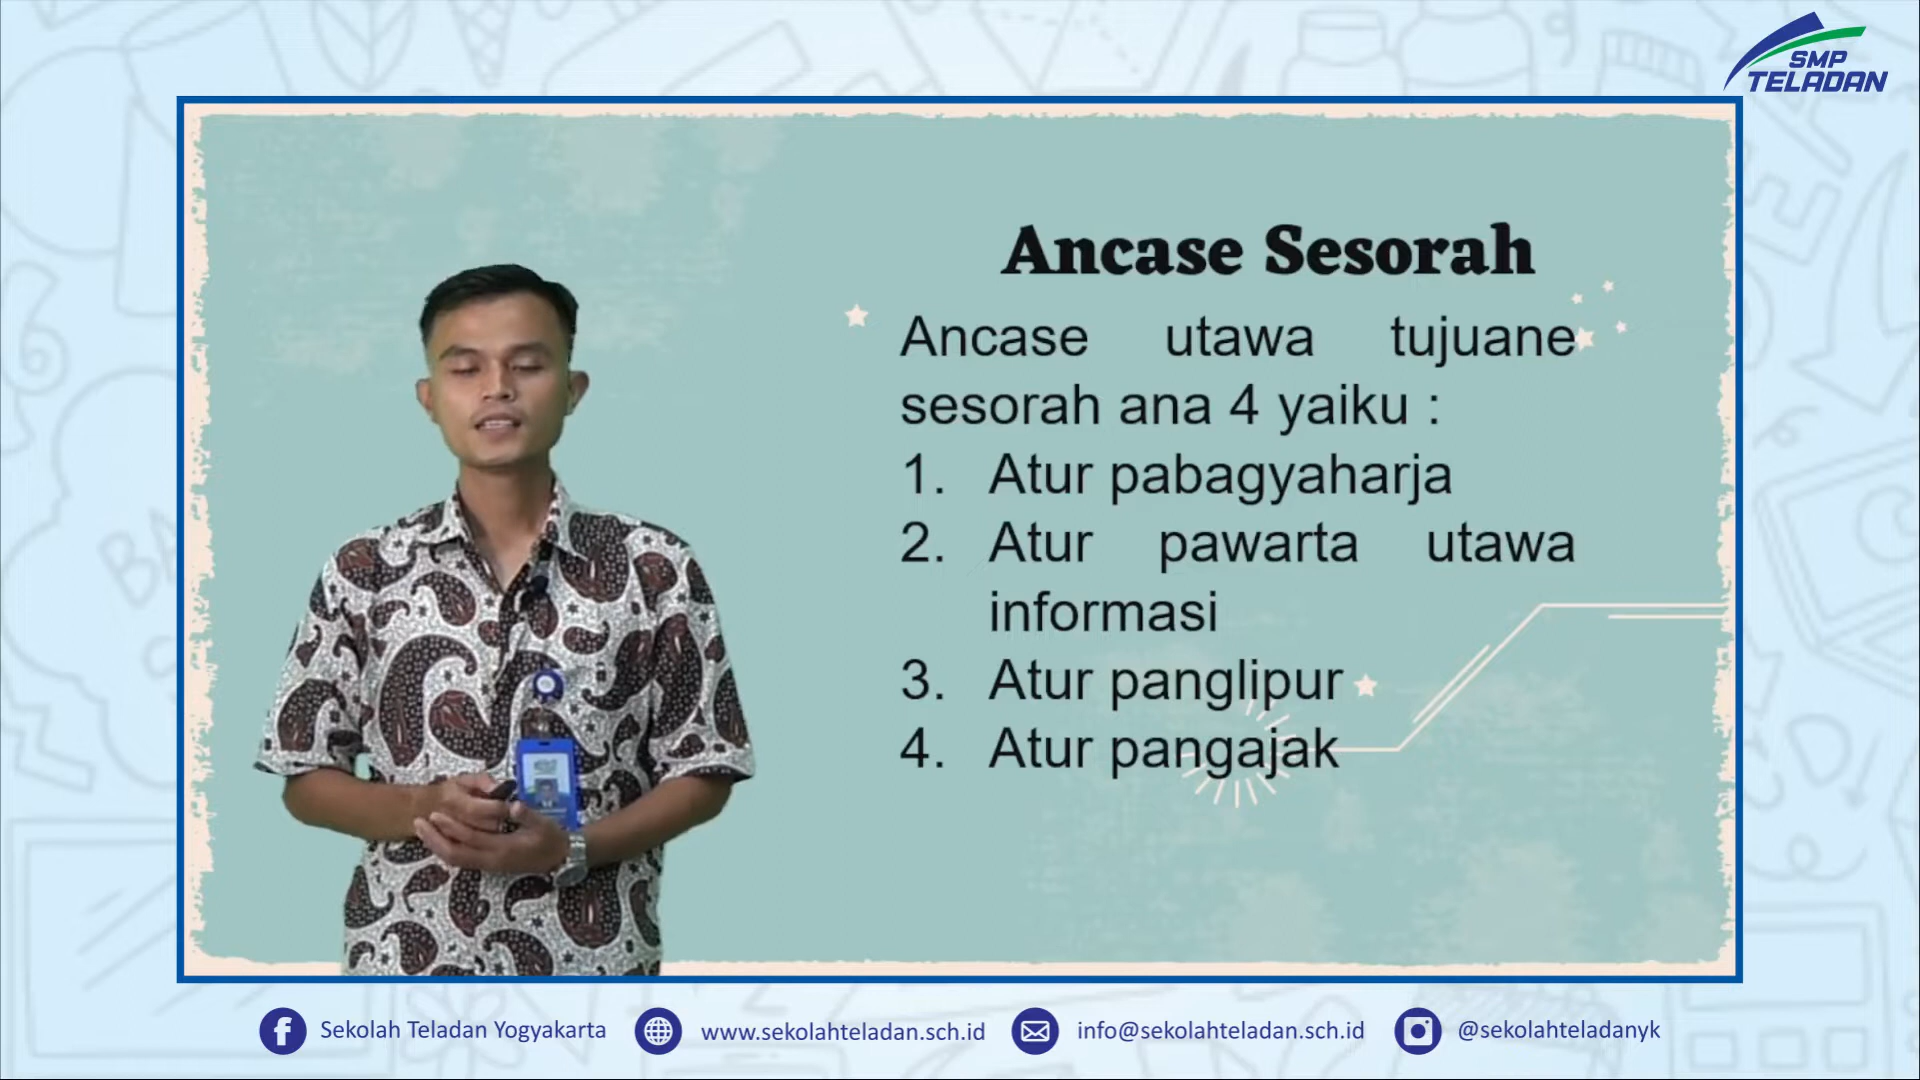 SMP
TELADAN
Ancase Sesorah
Ancase utawa tujuane
sesorah ana 4 yaiku :
1. Atur pabagyaharja
2. Atur pawarta utawa
informasi
3. Atur panglipur
4. Atur pangajak
Sekolah Teladan Yogyakarta
www.sekolahteladan.sch.id
info@sekolahteladan.sch.id
@sekolahteladanyk